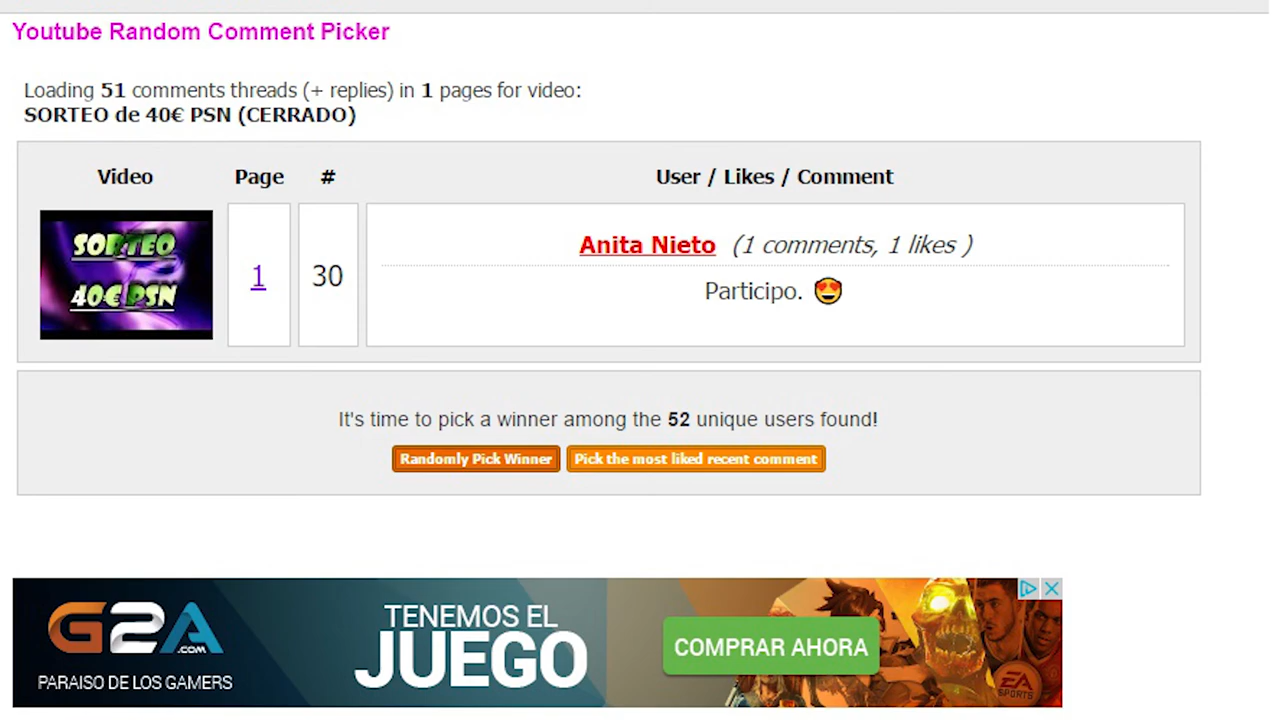 Youtube Random Comment Picker
Loading 51 comments threads (+ replies) in 1 pages for video:
SORTEO de 40€ PSN (CERRADO)
Video Page # User / Likes / Comment
SORTEO
40€ PSN
1
30
Anita Nieto (1 comments, 1 likes )
Participo. 😍
It's time to pick a winner among the 52 unique users found!
Randomly Pick Winner Pick the most liked recent comment
G2A.COM
PARAISO DE LOS GAMERS
TENEMOS EL
JUEGO
COMPRAR AHORA
EA
SPORTS